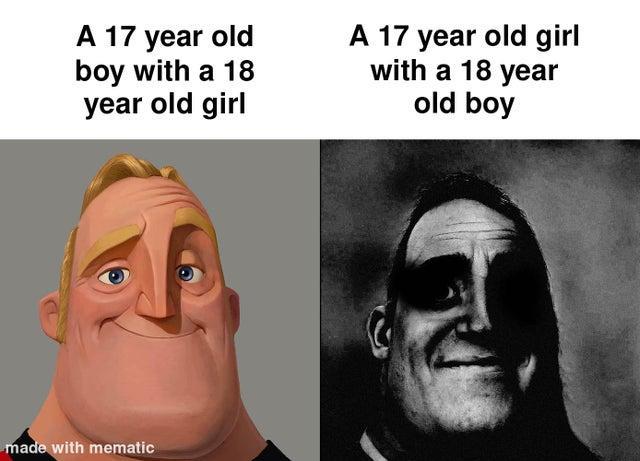 A 17 year old
boy with a 18
year old girl
A 17 year old girl
with a 18 year
old boy
made with mematic